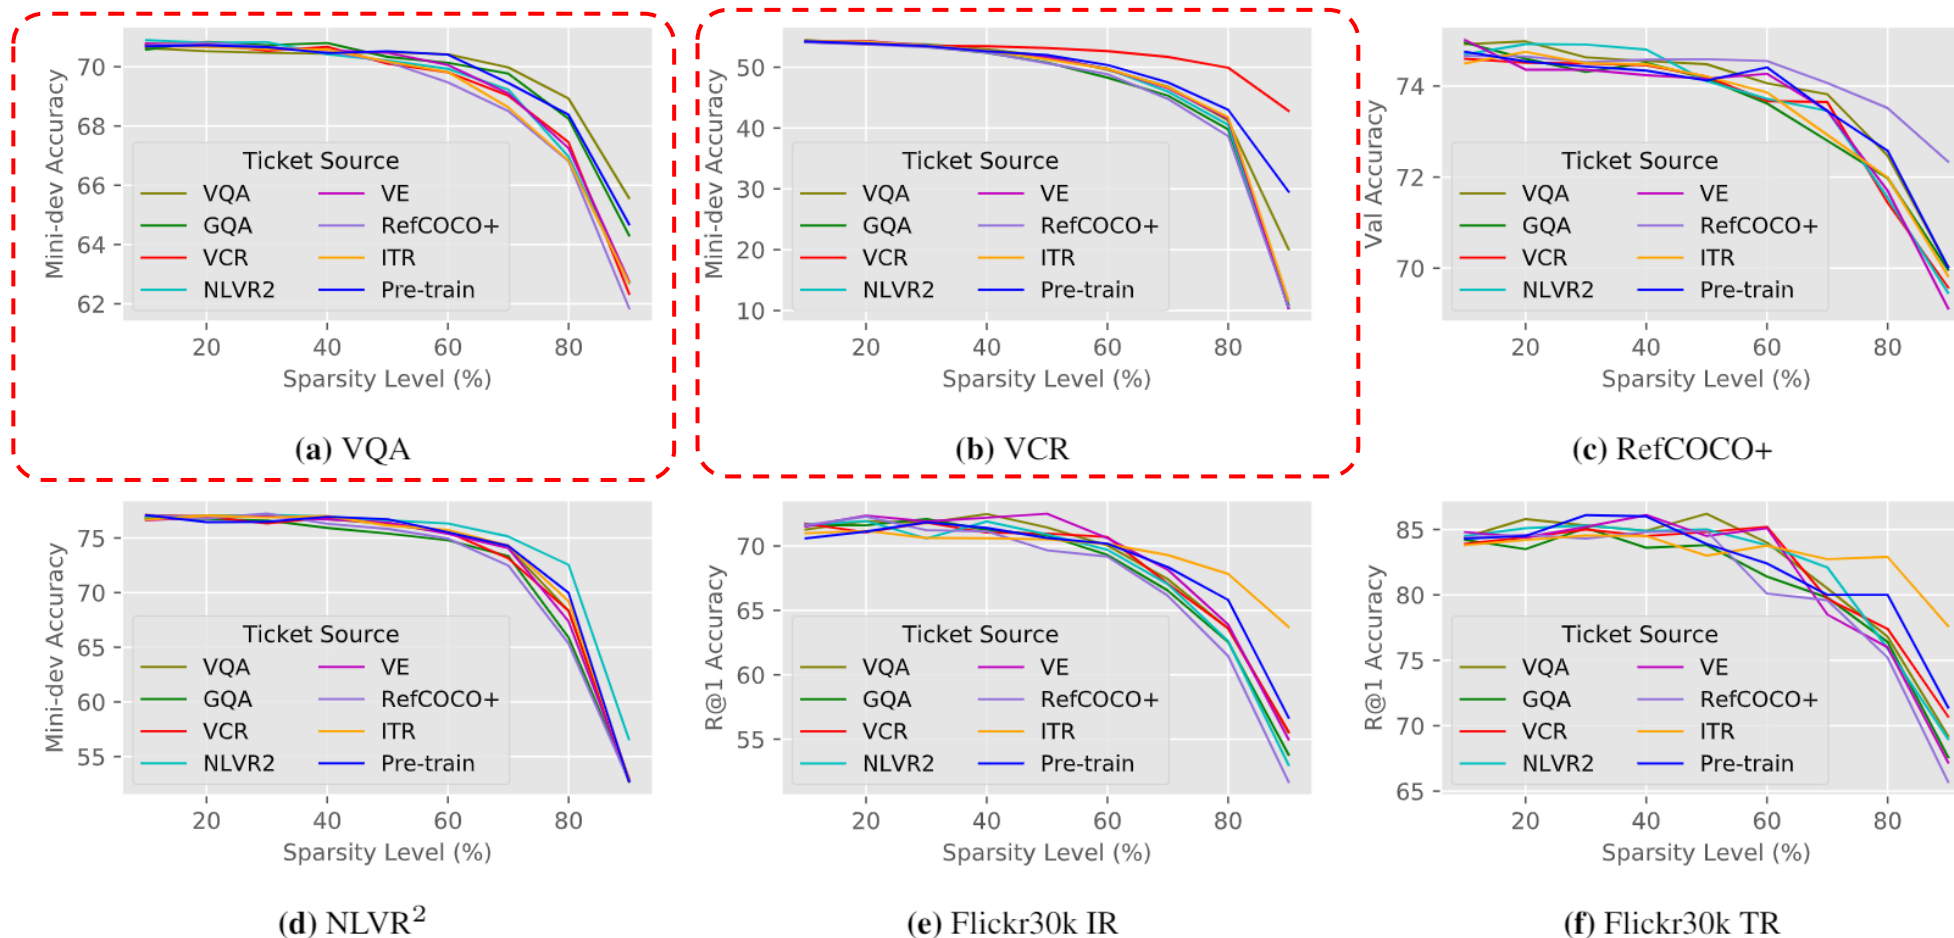 Mini-dev Accuracy
70
68
66
64
62
Ticket Source
VQA
GQA
VCR
NLVR2
VE
RefCOCO+
ITR
Pre-train
20
40
60
80
Sparsity Level (%)
(a) VQA
Mini-dev Accuracy
50
40
30
20
10
Ticket Source
VQA
GQA
VCR
NLVR2
VE
RefCOCO+
ITR
Pre-train
20
40
60
80
Sparsity Level (%)
(b) VCR
Val Accuracy
74
72
70
Ticket Source
VQA
GQA
VCR
NLVR2
VE
RefCOCO+
ITR
Pre-train
20
40
60
80
Sparsity Level (%)
(c) RefCOCO+
Mini-dev Accuracy
75
70
65
60
55
Ticket Source
VQA
GQA
VCR
NLVR2
VE
RefCOCO+
ITR
Pre-train
20
40
60
80
Sparsity Level (%)
(d) NLVR²
R@1 Accuracy
70
65
60
55
Ticket Source
VQA
GQA
VCR
NLVR2
VE
RefCOCO+
ITR
Pre-train
20
40
60
80
Sparsity Level (%)
(e) Flickr30k IR
R@1 Accuracy
85
80
75
70
65
Ticket Source
VQA
GQA
VCR
NLVR2
VE
RefCOCO+
ITR
Pre-train
20
40
60
80
Sparsity Level (%)
(f) Flickr30k TR